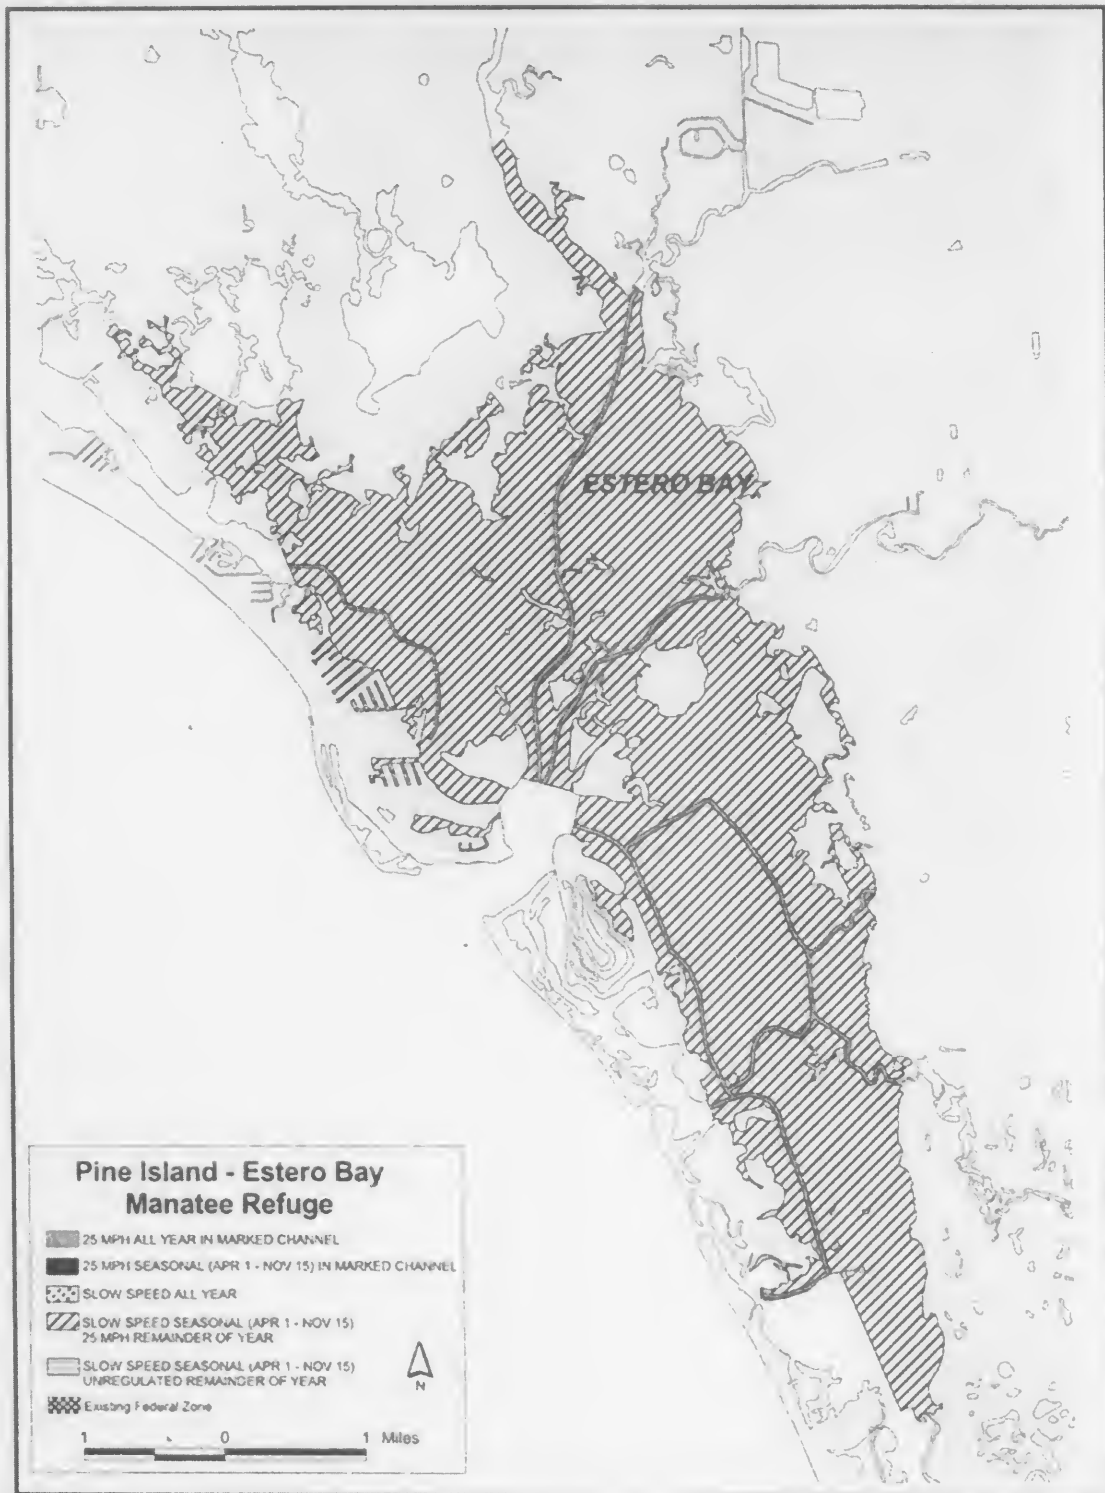 ESTERO BAY
Pine Island - Estero Bay
Manatee Refuge
25 MPH ALL YEAR IN MARKED CHANNEL
25 MPH SEASONAL (APR 1 - NOV 15) IN MARKED CHANNEL
SLOW SPEED ALL YEAR
SLOW SPEED SEASONAL (APR 1 - NOV 15)
25 MPH REMAINDER OF YEAR
SLOW SPEED SEASONAL (APR 1 - NOV 15)
UNREGULATED REMAINDER OF YEAR
Existing Federal Zone
N
1 0 1 Miles